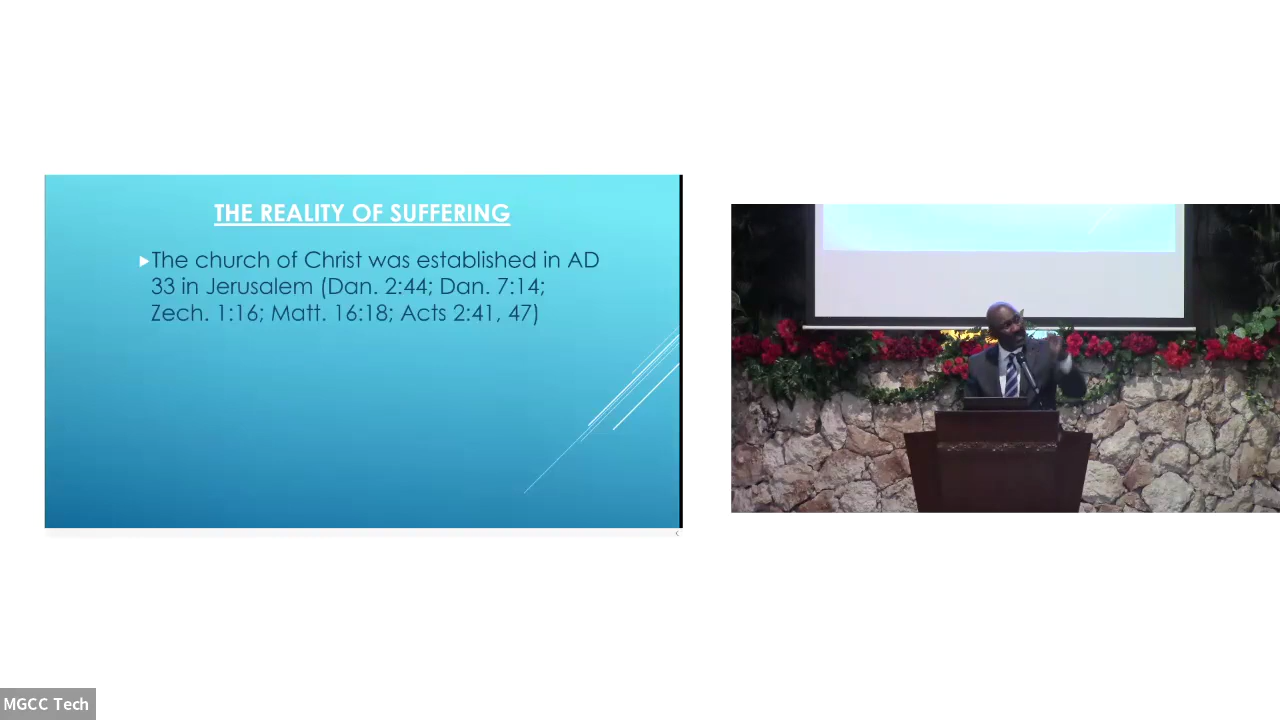 THE REALITY OF SUFFERING
The church of Christ was established in AD
33 in Jerusalem (Dan. 2:44; Dan. 7:14;
Zech. 1:16; Matt. 16:18; Acts 2:41, 47)
MGCC Tech